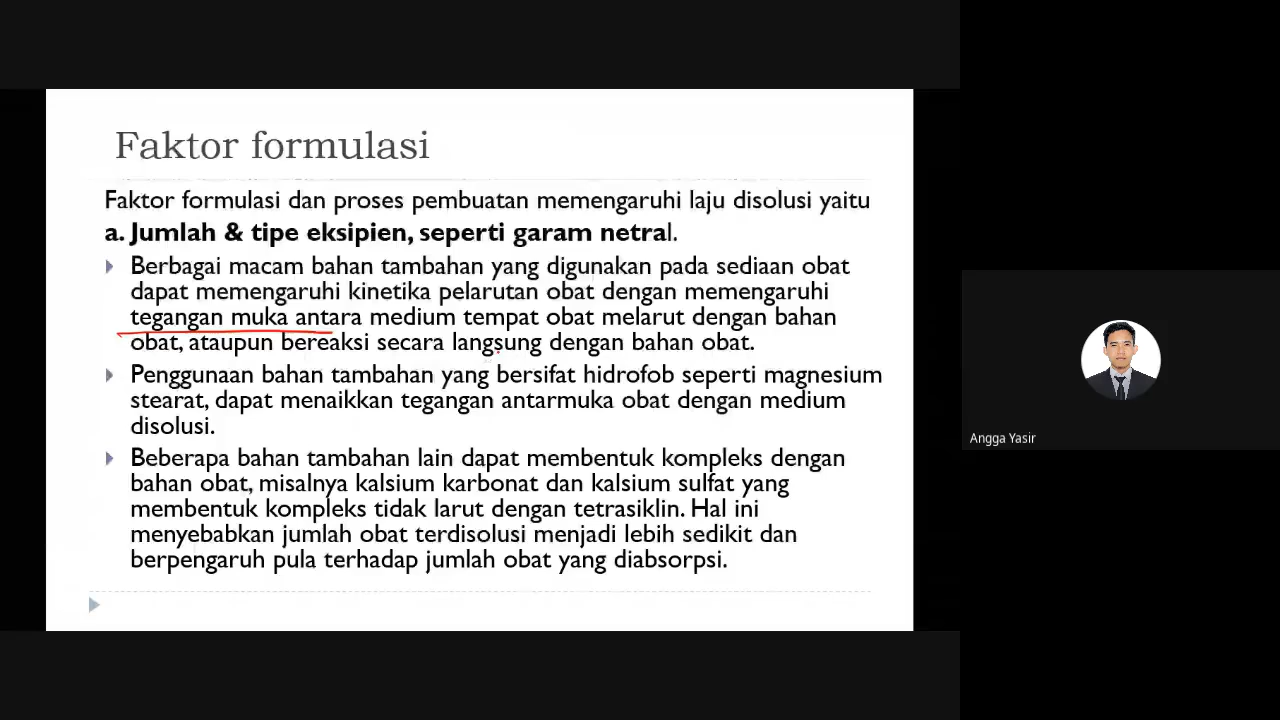 Faktor formulasi
Faktor formulasi dan proses pembuatan memengaruhi laju disolusi yaitu
a. Jumlah & tipe eksipien, seperti garam netral.
Berbagai macam bahan tambahan yang digunakan pada sediaan obat
dapat memengaruhi kinetika pelarutan obat dengan memengaruhi
tegangan muka antara medium tempat obat melarut dengan bahan
obat, ataupun bereaksi secara langsung dengan bahan obat.
Penggunaan bahan tambahan yang bersifat hidrofob seperti magnesium
stearat, dapat menaikkan tegangan antarmuka obat dengan medium
disolusi.
Beberapa bahan tambahan lain dapat membentuk kompleks dengan
bahan obat, misalnya kalsium karbonat dan kalsium sulfat yang
membentuk kompleks tidak larut dengan tetrasiklin. Hal ini
menyebabkan jumlah obat terdisolusi menjadi lebih sedikit dan
berpengaruh pula terhadap jumlah obat yang diabsorpsi.
Angga Yasir